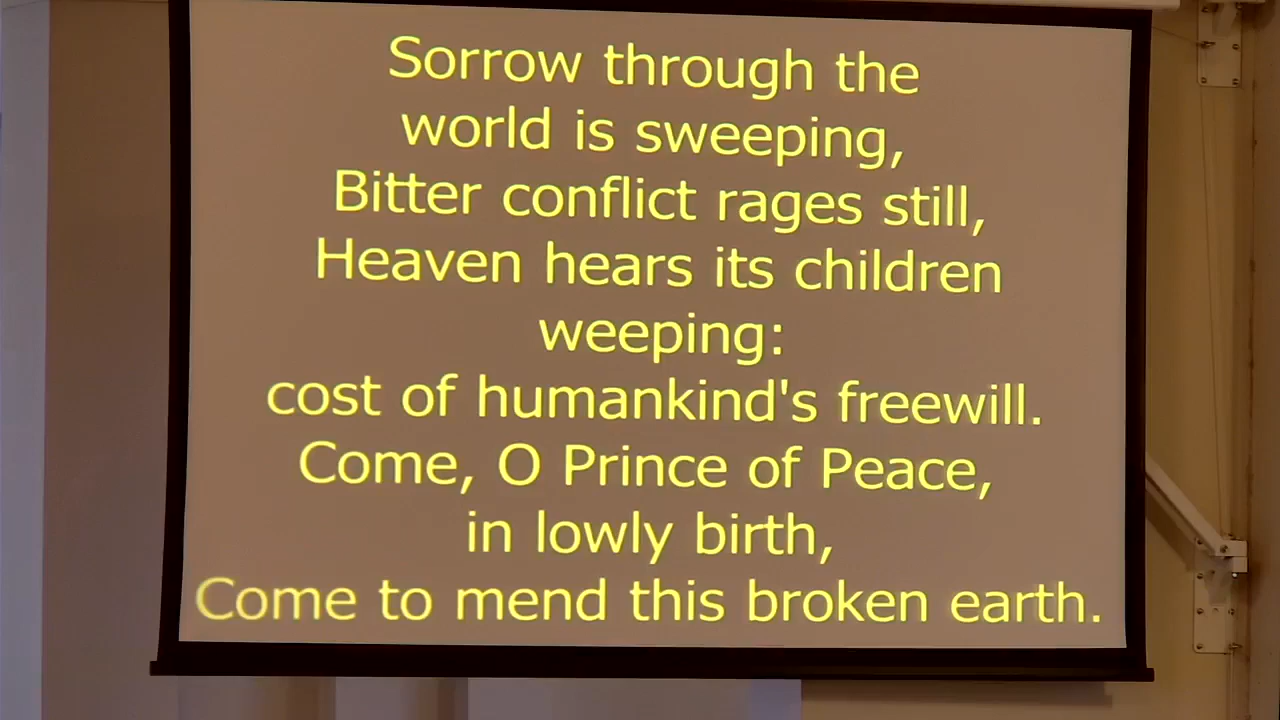 Sorrow through the
world is sweeping,
Bitter conflict rages still,
Heaven hears its children
weeping:
cost of humankind's freewill.
Come, O Prince of Peace,
in lowly birth,
Come to mend this broken earth.